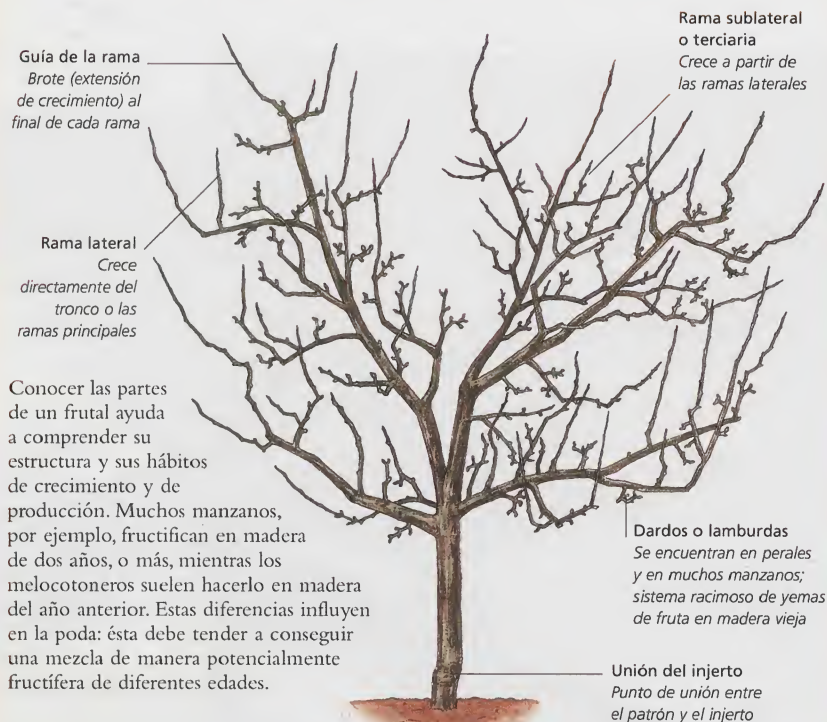 Guía de la rama
Brote (extensión
de crecimiento) al
final de cada rama
Rama sublateral
o terciaria
Crece a partir de
las ramas laterales
Rama lateral
Crece
directamente del
tronco o las
ramas principales
Conocer las partes
de un frutal ayuda
a comprender su
estructura y sus hábitos
de crecimiento y de
producción. Muchos manzanos,
por ejemplo, fructifican en madera
de dos años, o más, mientras los
melocotoneros suelen hacerlo en madera
del año anterior. Estas diferencias influyen
en la poda: ésta debe tender a conseguir
una mezcla de manera potencialmente
fructífera de diferentes edades.
Dardos o lamburdas
Se encuentran en perales
y en muchos manzanos;
sistema racimoso de yemas
de fruta en madera vieja
Unión del injerto
Punto de unión entre
el patrón y el injerto